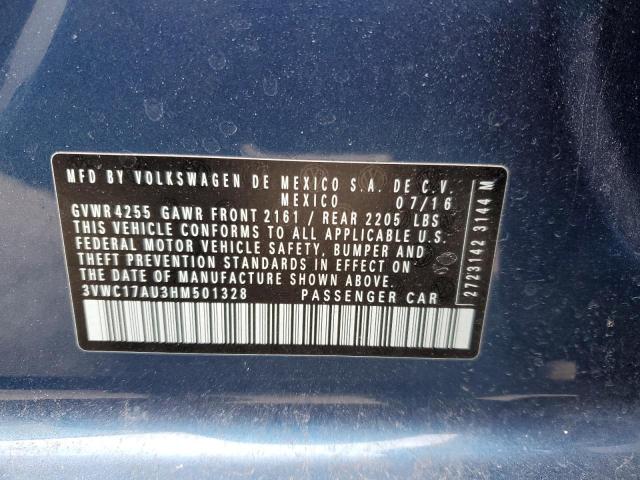 MFD BY VOLKSWAGEN DE MEXICO S.A. DE C.V.
MEXICO 07/16
GVWR 4255 GAWR FRONT 2161 / REAR 2205 LBS
THIS VEHICLE CONFORMS TO ALL APPLICABLE U.S.
FEDERAL MOTOR VEHICLE SAFETY, BUMPER AND
THEFT PREVENTION STANDARDS IN EFFECT ON
THE DATE OF MANUFACTURE SHOWN ABOVE.
3VWC17AU3HM501328 PASSENGER CAR
2723142 3144 M